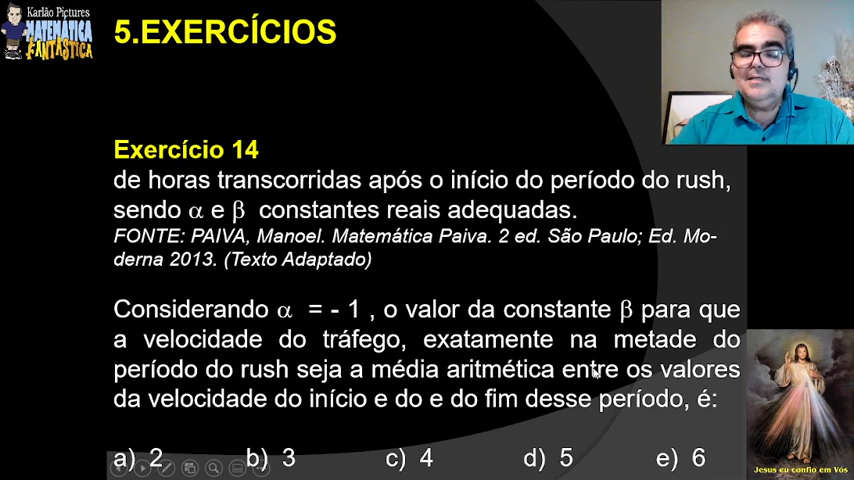 Karlão Pictures
MATEMÁTICA
FANTÁSTICA
5.EXERCÍCIOS
Exercício 14
de horas transcorridas após o início do período do rush,
sendo α e β constantes reais adequadas.
FONTE: PAIVA, Manoel. Matemática Paiva. 2 ed. São Paulo; Ed. Mo-
derna 2013. (Texto Adaptado)
Considerando α = - 1 , o valor da constante β para que
a velocidade do tráfego, exatamente na metade do
período do rush seja a média aritmética entre os valores
da velocidade do início e do e do fim desse período, é:
a) 2 b) 3 c) 4 d) 5 e) 6
Jesus eu confio em Vós